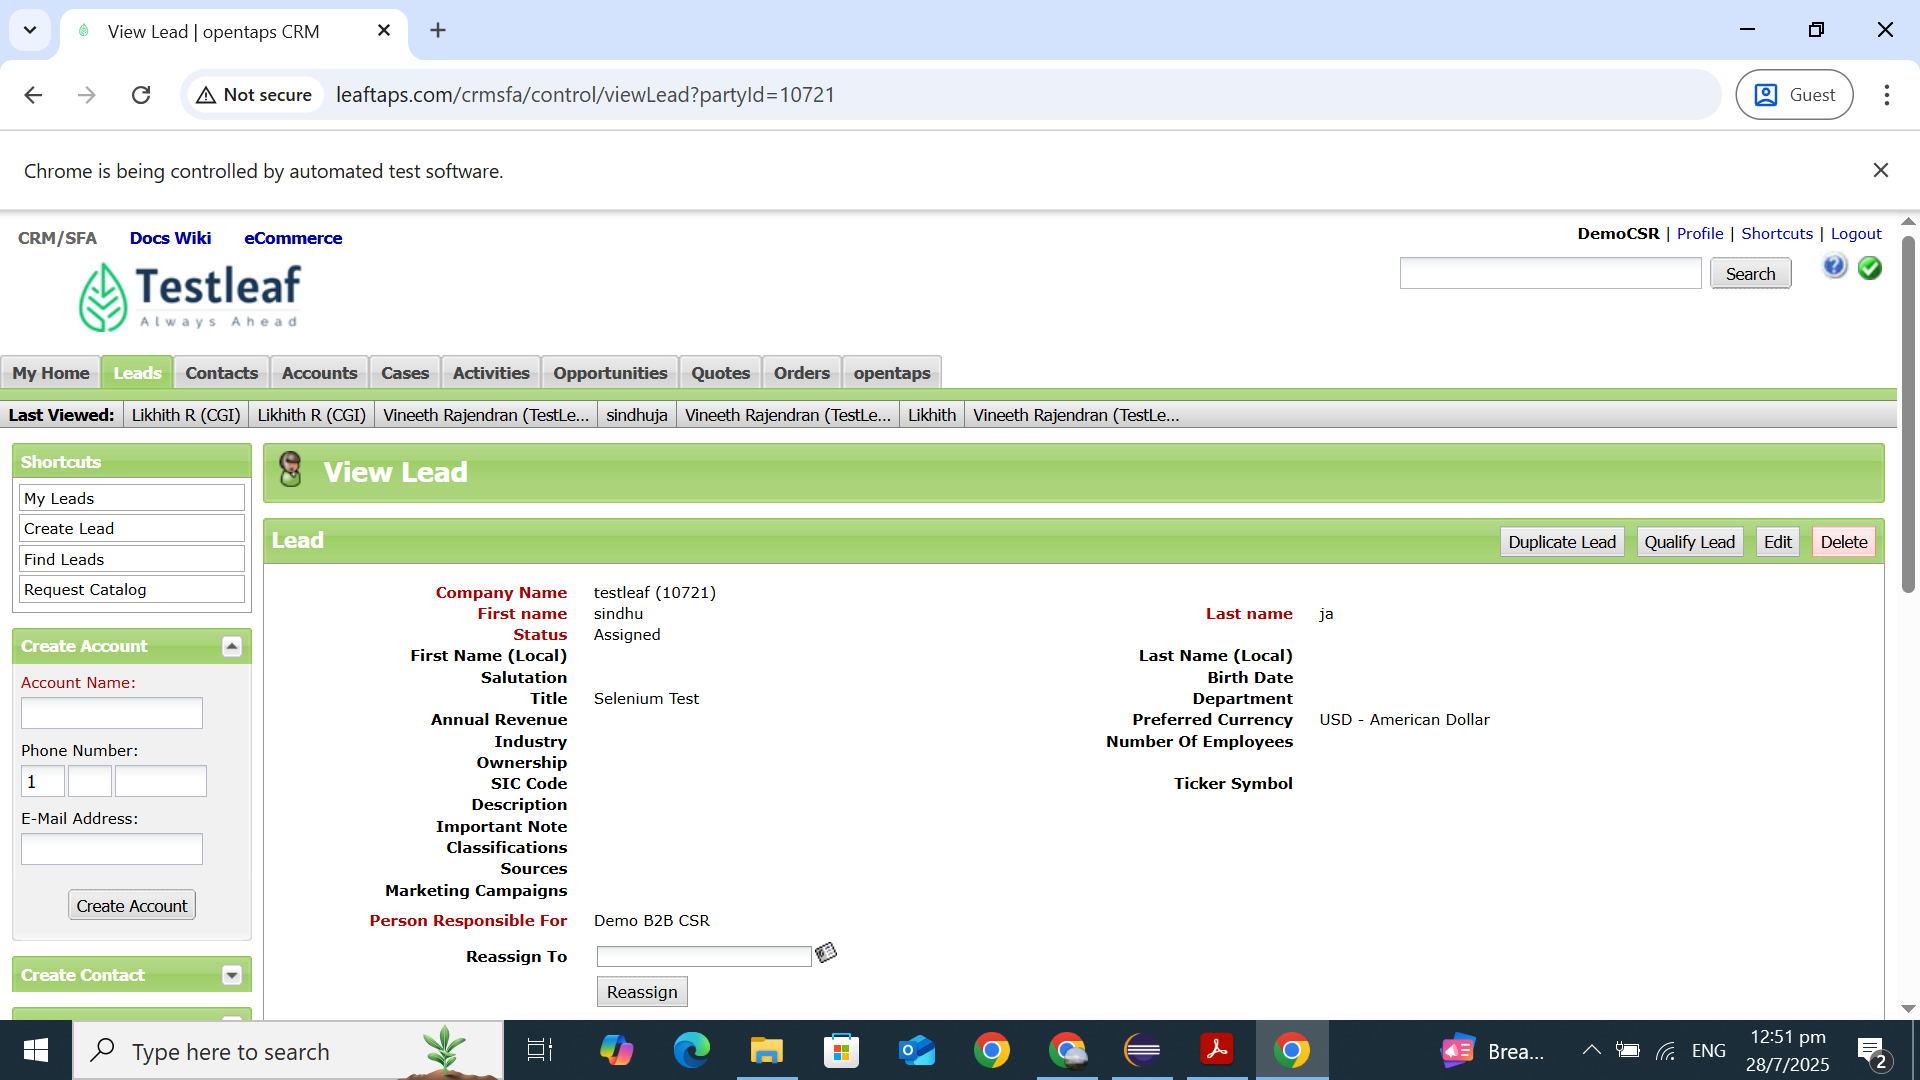 View Lead | opentaps CRM
Not secure leaftaps.com/crmsfa/control/viewLead?partyId=10721 Guest
Chrome is being controlled by automated test software.
CRM/SFA Docs Wiki eCommerce DemoCSR | Profile | Shortcuts | Logout
Testleaf
Always Ahead
Search
My Home Leads Contacts Accounts Cases Activities Opportunities Quotes Orders opentaps
Last Viewed: Likhith R (CGI) Likhith R (CGI) Vineeth Rajendran (TestLe... sindhuja Vineeth Rajendran (TestLe... Likhith Vineeth Rajendran (TestLe...
Shortcuts
My Leads
Create Lead
Find Leads
Request Catalog
Create Account
Account Name:
Phone Number:
1
E-Mail Address:
Create Account
Create Contact
View Lead
Lead Duplicate Lead Qualify Lead Edit Delete
Company Name testleaf (10721)
First name sindhu Last name ja
Status Assigned
First Name (Local) Last Name (Local)
Salutation Birth Date
Title Selenium Test Department
Annual Revenue Preferred Currency USD - American Dollar
Industry Number Of Employees
Ownership
SIC Code Ticker Symbol
Description
Important Note
Classifications
Sources
Marketing Campaigns
Person Responsible For Demo B2B CSR
Reassign To
Reassign
Type here to search Brea... ENG 12:51 pm
28/7/2025 2